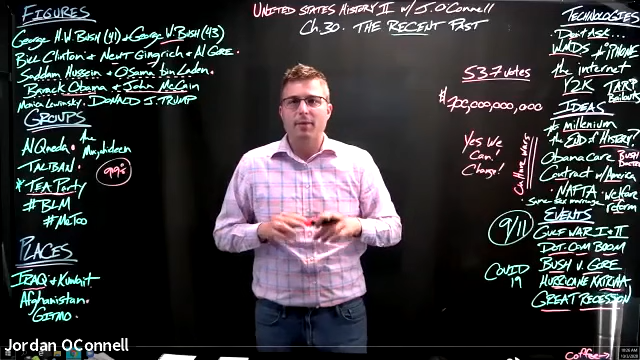 UNITED STATES HISTORY II w/ J. O'Connell
Ch. 30. THE RECENT PAST
FIGURES
George H.W. BUSH (41) & George W. BUSH (43)
Bill Clinton & Newt Gingrich & Al Gore.
Saddam Hussein & Osama bin Laden.
Barack Obama & John McCain
Monica Lewinsky. DONALD J. TRUMP
GROUPS
Al Qaeda. the Mujahideen
TALIBAN.
* TEA Party
99%
# BLM
# MeToo
PLACES
IRAQ & Kuwait
Afghanistan.
GITMO
537 votes
$700,000,000,000
Yes We
Can!
Change!
Culture Wars
9/11
COVID
19
TECHNOLOGIES
Don't Ask...
WMDS * iPHONE
the internet
Y2K TARP
Bailouts
IDEAS
the Millenium
the END of History?
Obamacare BUSH
Contract w/America
NAFTA welfare
same-sex marriage reform
EVENTS
GULF WAR I & II
DOT.COM BOOM
BUSH V. GORE
HURRICANE KATRINA
GREAT RECESSION
coffee→
Jordan OConnell